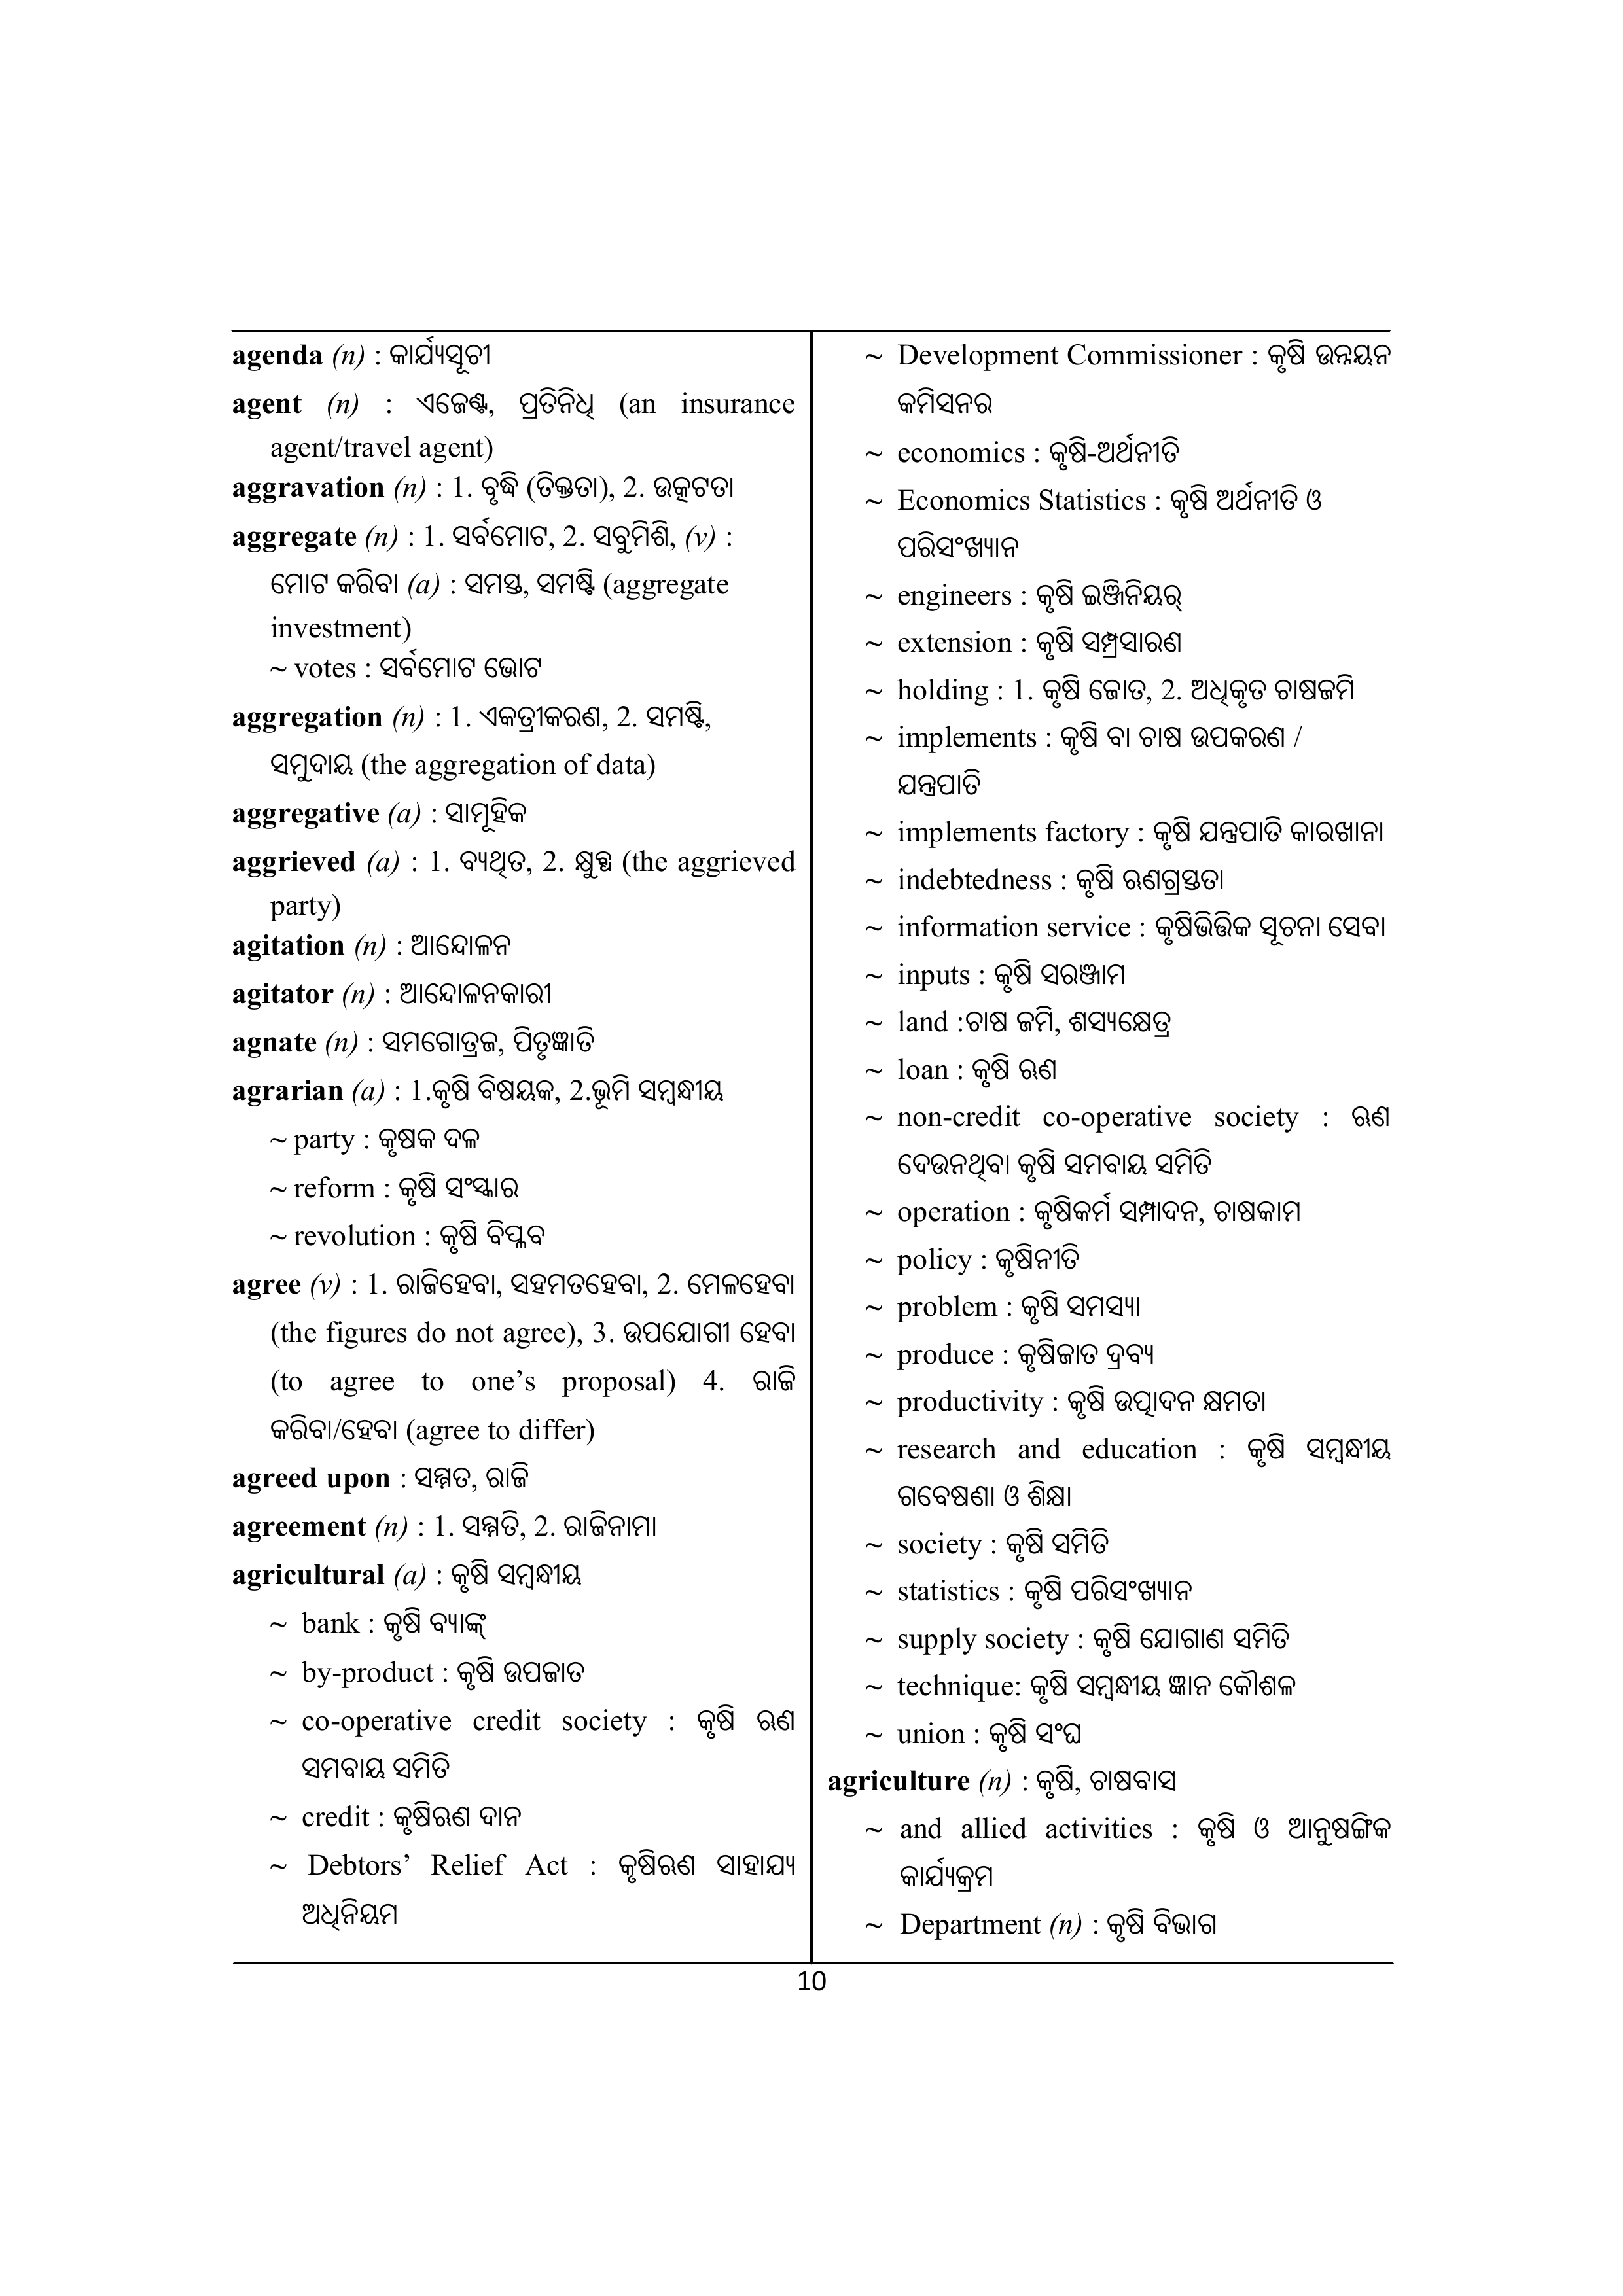 agenda (n) : କାର୍ଯ୍ୟସୂଚୀ
agent (n) : ଏଜେଣ୍ଟ, ପ୍ରତିନିଧି (an insurance
agent/travel agent)
aggravation (n) : 1. ବୃଦ୍ଧି (ତିକ୍ତତା), 2. ଉତ୍କଟତା
aggregate (n) : 1. ସର୍ବମୋଟ, 2. ସବୁମିଶି, (v) :
ମୋଟ କରିବା (a) : ସମସ୍ତ, ସମଷ୍ଟି (aggregate
investment)
~ votes : ସର୍ବମୋଟ ଭୋଟ
aggregation (n) : 1. ଏକତ୍ରୀକରଣ, 2. ସମଷ୍ଟି,
ସମୁଦାୟ (the aggregation of data)
aggregative (a) : ସାମୂହିକ
aggrieved (a) : 1. ବ୍ୟଥିତ, 2. କ୍ଷୁବ୍ଧ (the aggrieved
party)
agitation (n) : ଆନ୍ଦୋଳନ
agitator (n) : ଆନ୍ଦୋଳନକାରୀ
agnate (n) : ସମଗୋତ୍ରଜ, ପିତୃଜ୍ଞାତି
agrarian (a) : 1.କୃଷି ବିଷୟକ, 2.ଭୂମି ସମ୍ବନ୍ଧୀୟ
~ party : କୃଷକ ଦଳ
~ reform : କୃଷି ସଂସ୍କାର
~ revolution : କୃଷି ବିପ୍ଳବ
agree (v) : 1. ରାଜିହେବା, ସହମତହେବା, 2. ମେଳହେବା
(the figures do not agree), 3. ଉପଯୋଗୀ ହେବା
(to agree to one’s proposal) 4. ରାଜି
କରିବା/ହେବା (agree to differ)
agreed upon : ସମ୍ମତ, ରାଜି
agreement (n) : 1. ସମ୍ମତି, 2. ରାଜିନାମା
agricultural (a) : କୃଷି ସମ୍ବନ୍ଧୀୟ
~ bank : କୃଷି ବ୍ୟାଙ୍କ୍
~ by-product : କୃଷି ଉପଜାତ
~ co-operative credit society : କୃଷି ଋଣ
ସମବାୟ ସମିତି
~ credit : କୃଷିଋଣ ଦାନ
~ Debtors’ Relief Act : କୃଷିଋଣ ସାହାଯ୍ୟ
ଅଧିନିୟମ
~ Development Commissioner : କୃଷି ଉନ୍ନୟନ
କମିସନର
~ economics : କୃଷି-ଅର୍ଥନୀତି
~ Economics Statistics : କୃଷି ଅର୍ଥନୀତି ଓ
ପରିସଂଖ୍ୟାନ
~ engineers : କୃଷି ଇଞ୍ଜିନିୟର୍
~ extension : କୃଷି ସମ୍ପ୍ରସାରଣ
~ holding : 1. କୃଷି ଜୋତ, 2. ଅଧିକୃତ ଚାଷଜମି
~ implements : କୃଷି ବା ଚାଷ ଉପକରଣ /
ଯନ୍ତ୍ରପାତି
~ implements factory : କୃଷି ଯନ୍ତ୍ରପାତି କାରଖାନା
~ indebtedness : କୃଷି ଋଣଗ୍ରସ୍ତତା
~ information service : କୃଷିଭିତ୍ତିକ ସୂଚନା ସେବା
~ inputs : କୃଷି ସରଞ୍ଜାମ
~ land :ଚାଷ ଜମି, ଶସ୍ୟକ୍ଷେତ୍ର
~ loan : କୃଷି ଋଣ
~ non-credit co-operative society : ଋଣ
ଦେଉନଥିବା କୃଷି ସମବାୟ ସମିତି
~ operation : କୃଷିକର୍ମ ସମ୍ପାଦନ, ଚାଷକାମ
~ policy : କୃଷିନୀତି
~ problem : କୃଷି ସମସ୍ୟା
~ produce : କୃଷିଜାତ ଦ୍ରବ୍ୟ
~ productivity : କୃଷି ଉତ୍ପାଦନ କ୍ଷମତା
~ research and education : କୃଷି ସମ୍ବନ୍ଧୀୟ
ଗବେଷଣା ଓ ଶିକ୍ଷା
~ society : କୃଷି ସମିତି
~ statistics : କୃଷି ପରିସଂଖ୍ୟାନ
~ supply society : କୃଷି ଯୋଗାଣ ସମିତି
~ technique: କୃଷି ସମ୍ବନ୍ଧୀୟ ଜ୍ଞାନ କୌଶଳ
~ union : କୃଷି ସଂଘ
agriculture (n) : କୃଷି, ଚାଷବାସ
~ and allied activities : କୃଷି ଓ ଆନୁଷଙ୍ଗିକ
କାର୍ଯ୍ୟକ୍ରମ
~ Department (n) : କୃଷି ବିଭାଗ
10